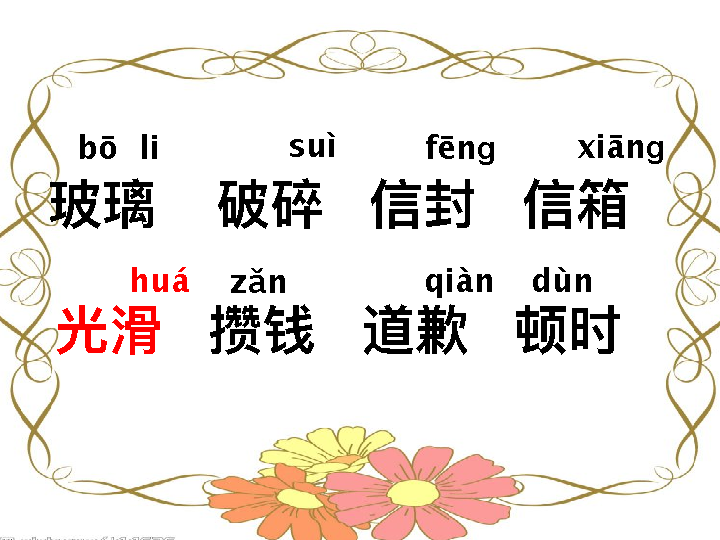 bō li suì fēng xiāng
玻璃 破碎 信封 信箱
huá zǎn qiàn dùn
光滑 攒钱 道歉 顿时